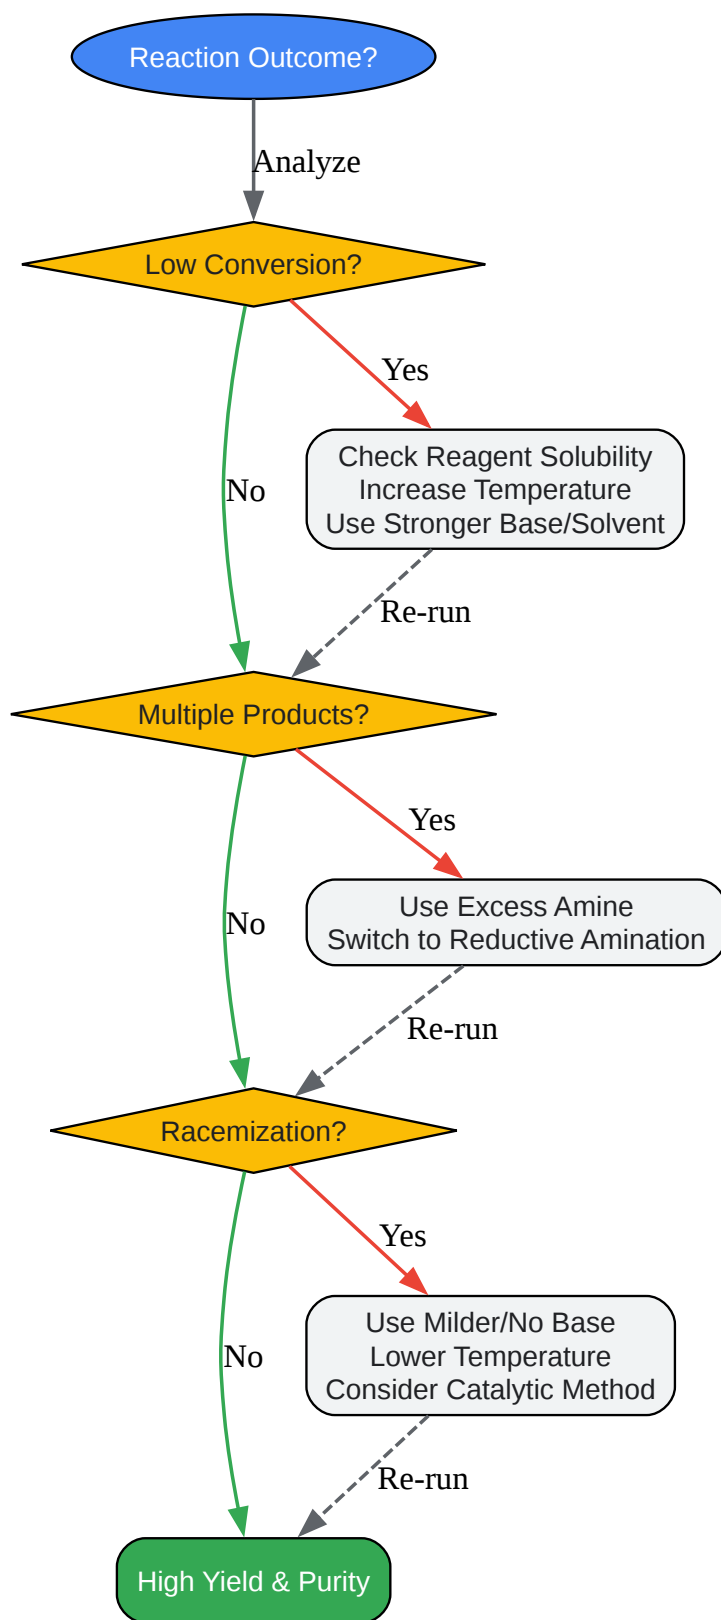 Reaction Outcome?
Analyze
Low Conversion?
Yes
Check Reagent Solubility
Increase Temperature
Use Stronger Base/Solvent
No
Re-run
Multiple Products?
Yes
Use Excess Amine
Switch to Reductive Amination
No
Re-run
Racemization?
Yes
Use Milder/No Base
Lower Temperature
Consider Catalytic Method
No
Re-run
High Yield & Purity